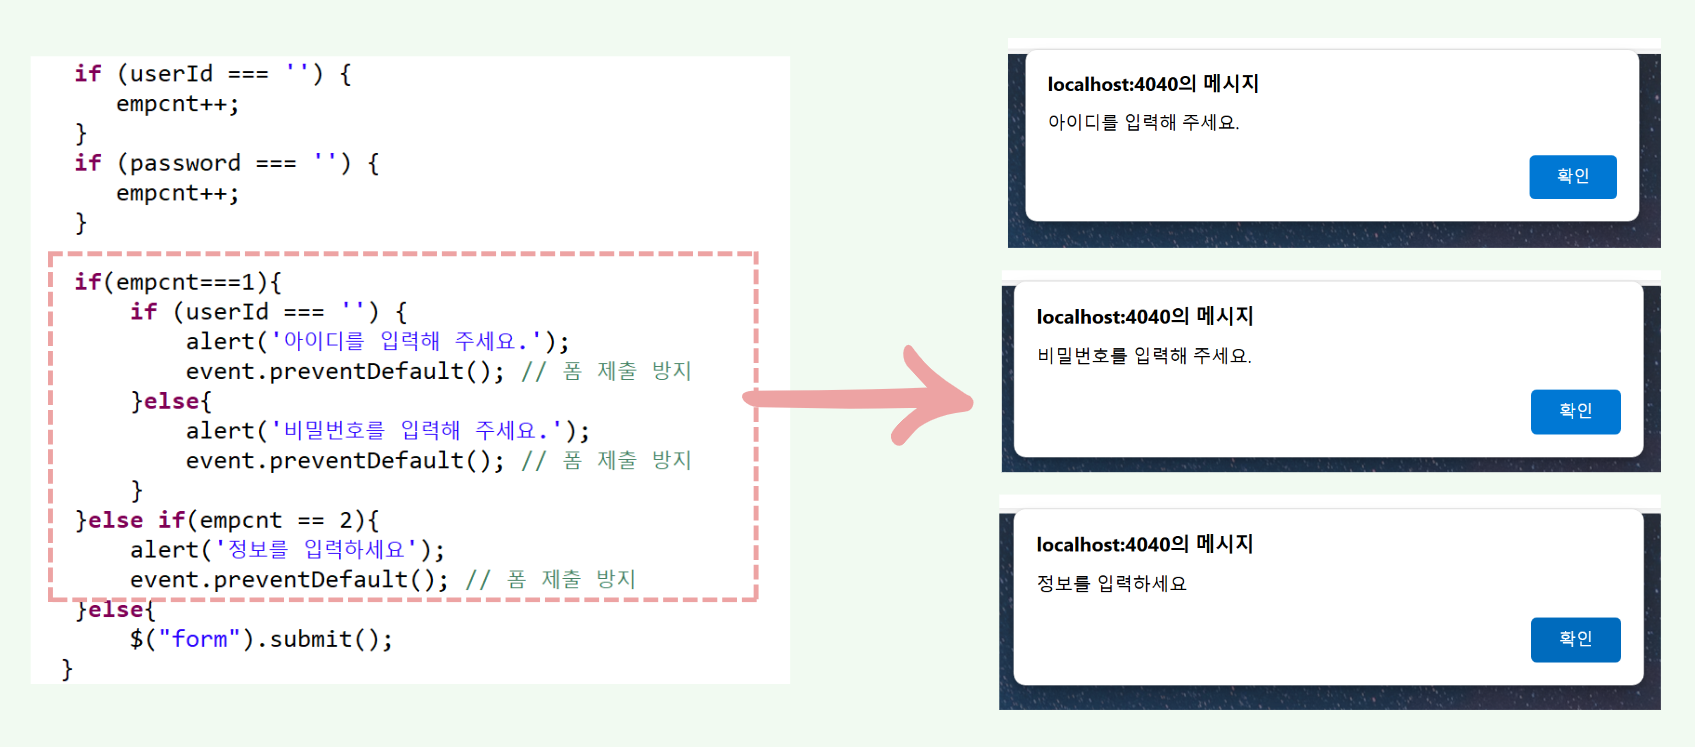 if (userId === '') {
empcnt++;
}
if (password === '') {
empcnt++;
}
if(empcnt===1){
if (userId === '') {
alert('아이디를 입력해 주세요.');
event.preventDefault(); // 폼 제출 방지
}else{
alert('비밀번호를 입력해 주세요.');
event.preventDefault(); // 폼 제출 방지
}
}else if(empcnt == 2){
alert('정보를 입력하세요');
event.preventDefault(); // 폼 제출 방지
}else{
$("form").submit();
}
localhost:4040의 메시지
아이디를 입력해 주세요.
확인
localhost:4040의 메시지
비밀번호를 입력해 주세요.
확인
localhost:4040의 메시지
정보를 입력하세요
확인